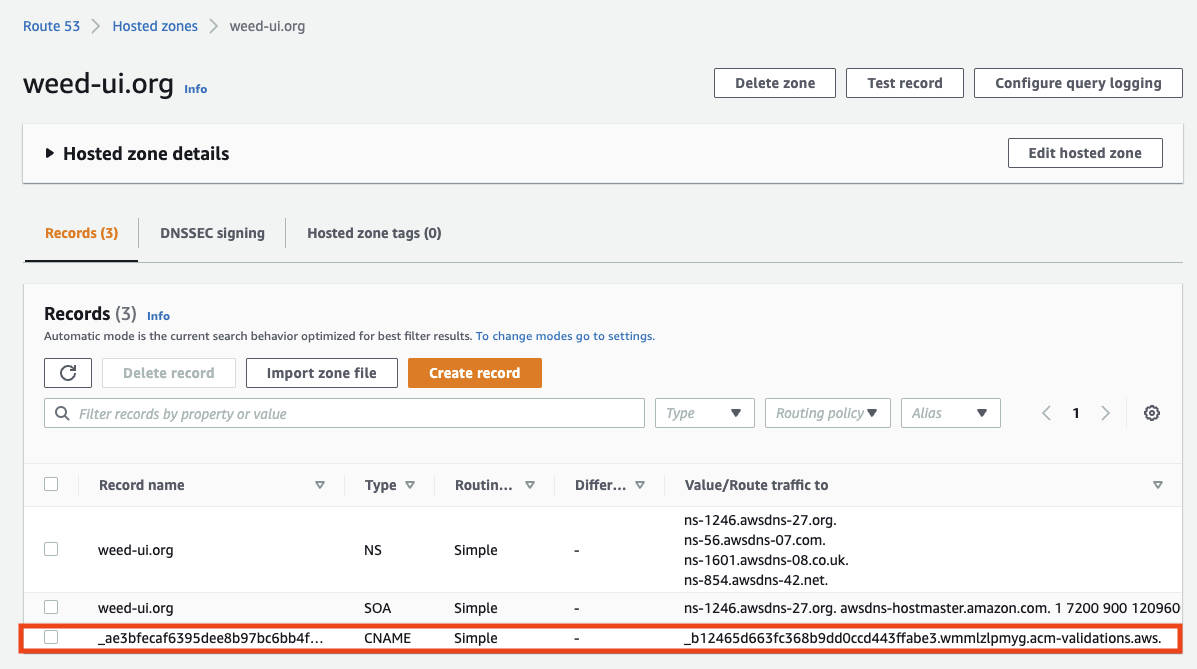 Route 53 > Hosted zones > weed-ui.org
weed-ui.org Info
Delete zone Test record Configure query logging
Hosted zone details Edit hosted zone
Records (3) DNSSEC signing Hosted zone tags (0)
Records (3) Info
Automatic mode is the current search behavior optimized for best filter results. To change modes go to settings.
Delete record Import zone file Create record
Filter records by property or value Type Routing policy Alias 1
Record name Type Routin... Differ... Value/Route traffic to
ns-1246.awsdns-27.org.
ns-56.awsdns-07.com.
weed-ui.org NS Simple -
ns-1601.awsdns-08.co.uk.
ns-854.awsdns-42.net.
weed-ui.org SOA Simple - ns-1246.awsdns-27.org. awsdns-hostmaster.amazon.com. 1 7200 900 120960
_ae3bfecaf6395dee8b97bc6bb4f... CNAME Simple - _b12465d663fc368b9dd0ccd443ffabe3.wmmlzlpmyg.acm-validations.aws.